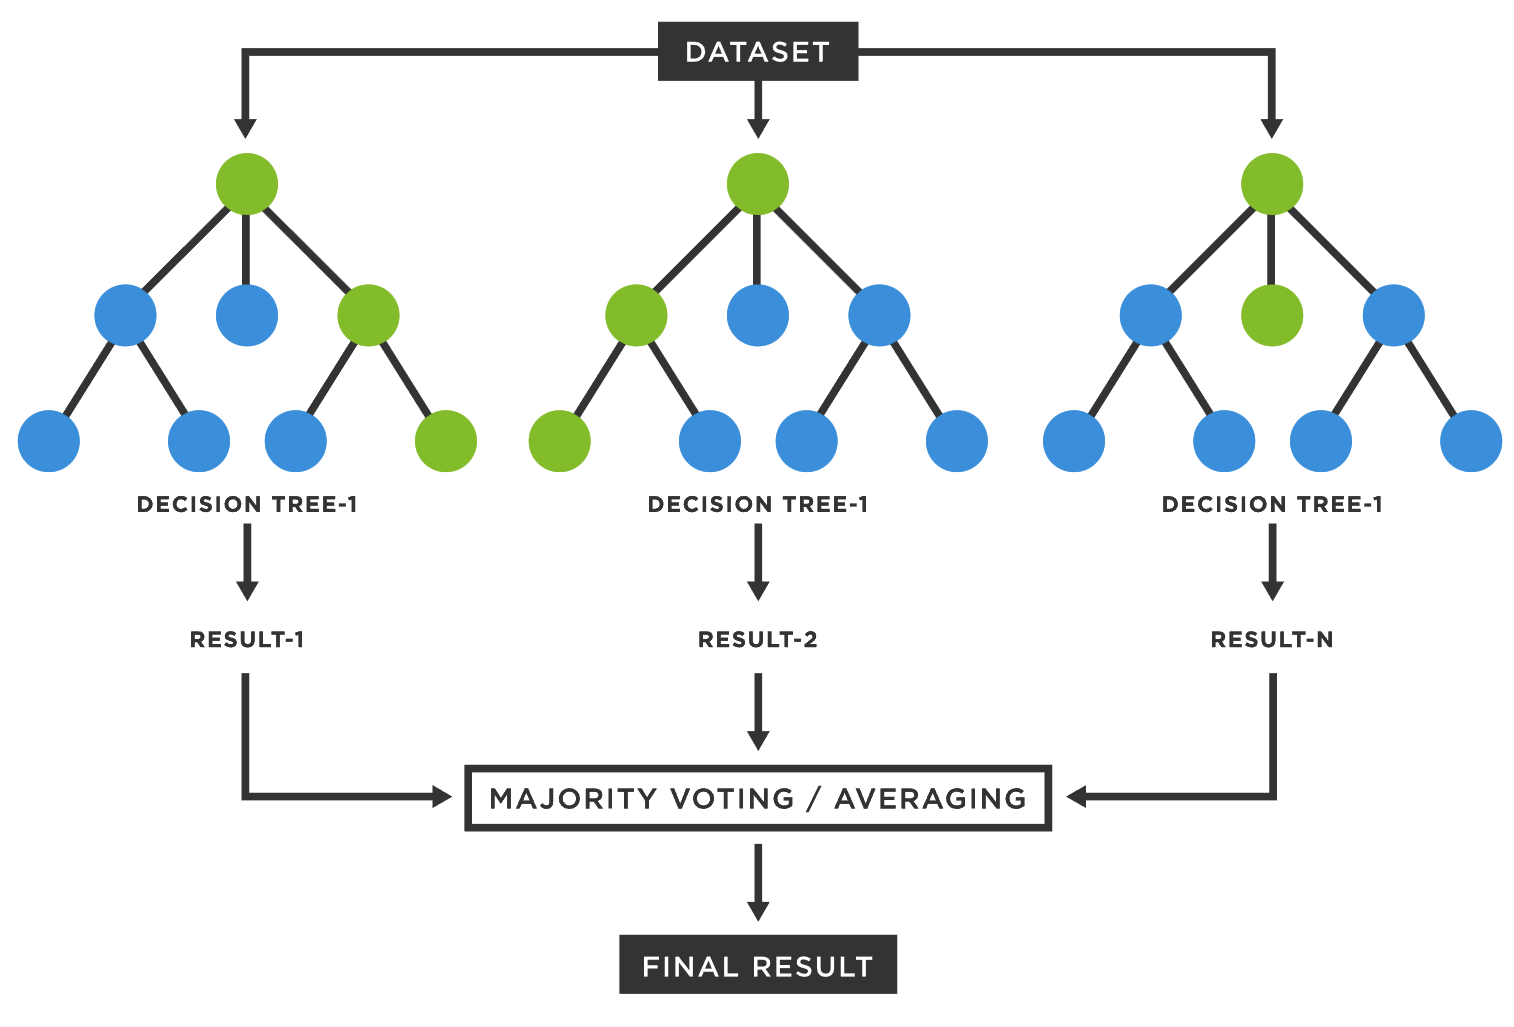 DATASET
DECISION TREE-1
DECISION TREE-1
DECISION TREE-1
RESULT-1
RESULT-2
RESULT-N
MAJORITY VOTING / AVERAGING
FINAL RESULT